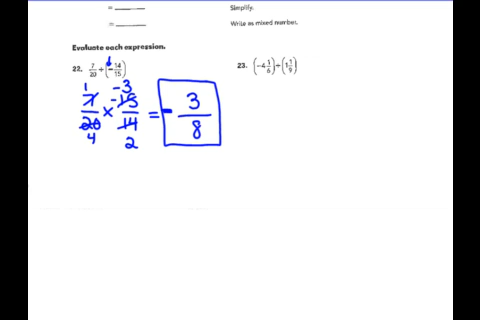 = ______ Simplify.
= ______ Write as mixed number.
Evaluate each expression.
22. 7/20 ÷ (-14/15)
23. (-4 1/6) ÷ (1 1/9)
1 -3
7/20 × -15/14 = - 3/8
4 2